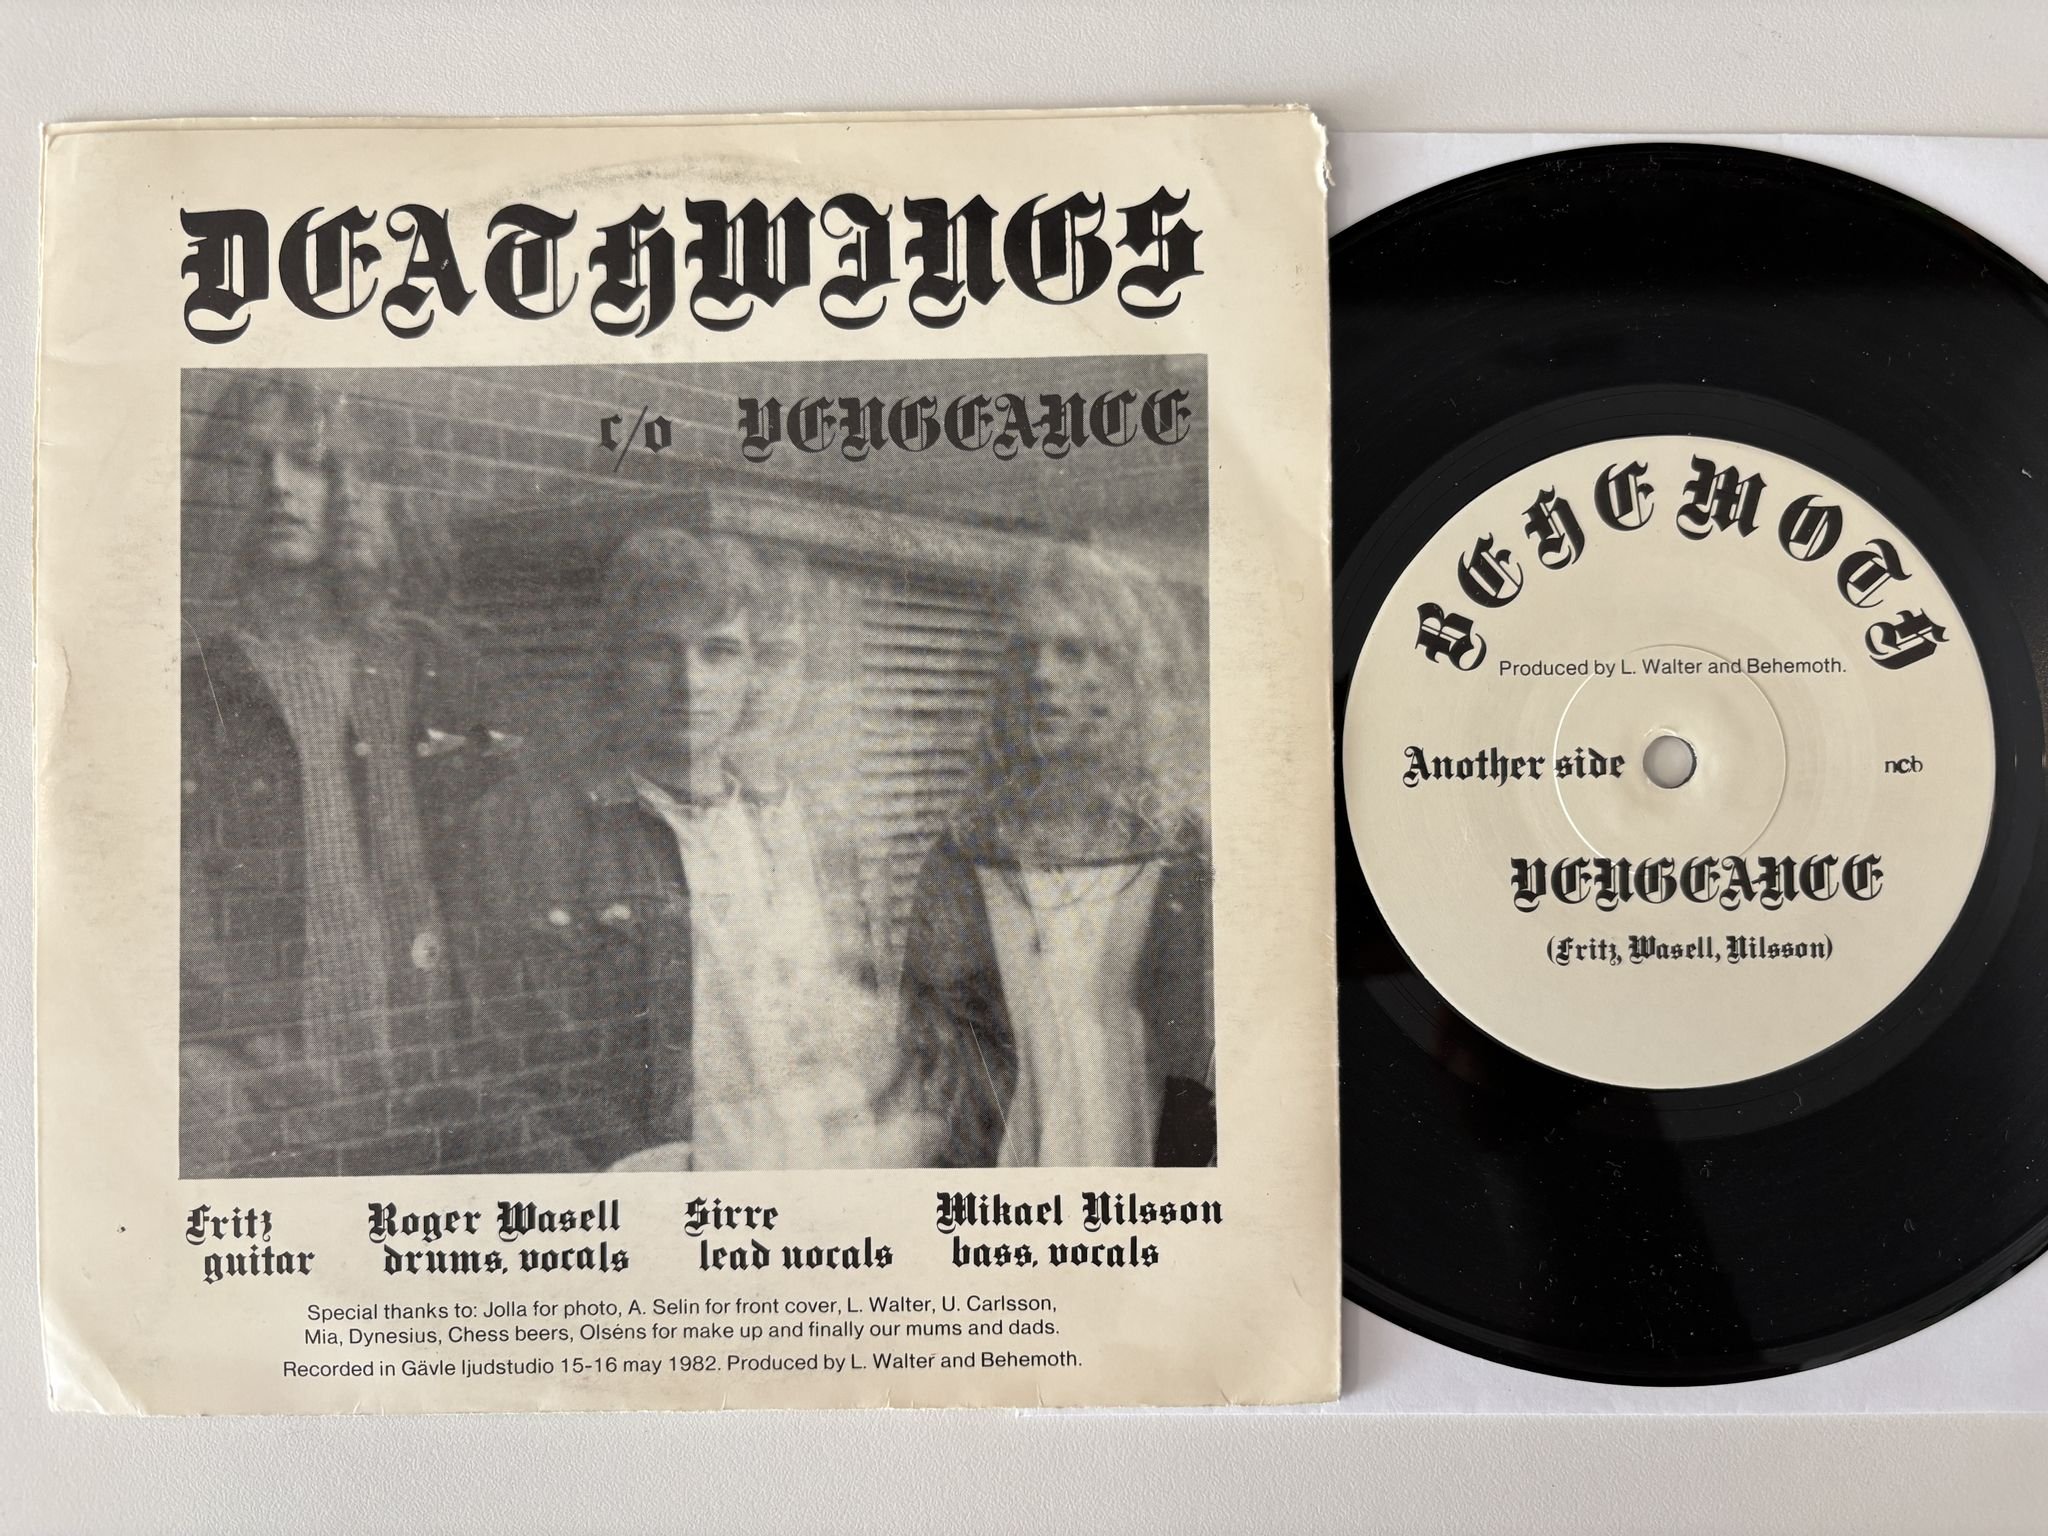 DEATHWINGS
c/o VENGEANCE
Fritz
guitar
Roger Wasell
drums, vocals
Sirre
lead vocals
Mikael Nilsson
bass, vocals
Special thanks to: Jolla for photo, A. Selin for front cover, L. Walter, U. Carlsson,
Mia, Dynesius, Chess beers, Olséns for make up and finally our mums and dads.
Recorded in Gävle ljudstudio 15-16 may 1982. Produced by L. Walter and Behemoth.
BEHEMOTH
Produced by L. Walter and Behemoth.
Another side
ncb
VENGEANCE
(Fritz, Wasell, Nilsson)